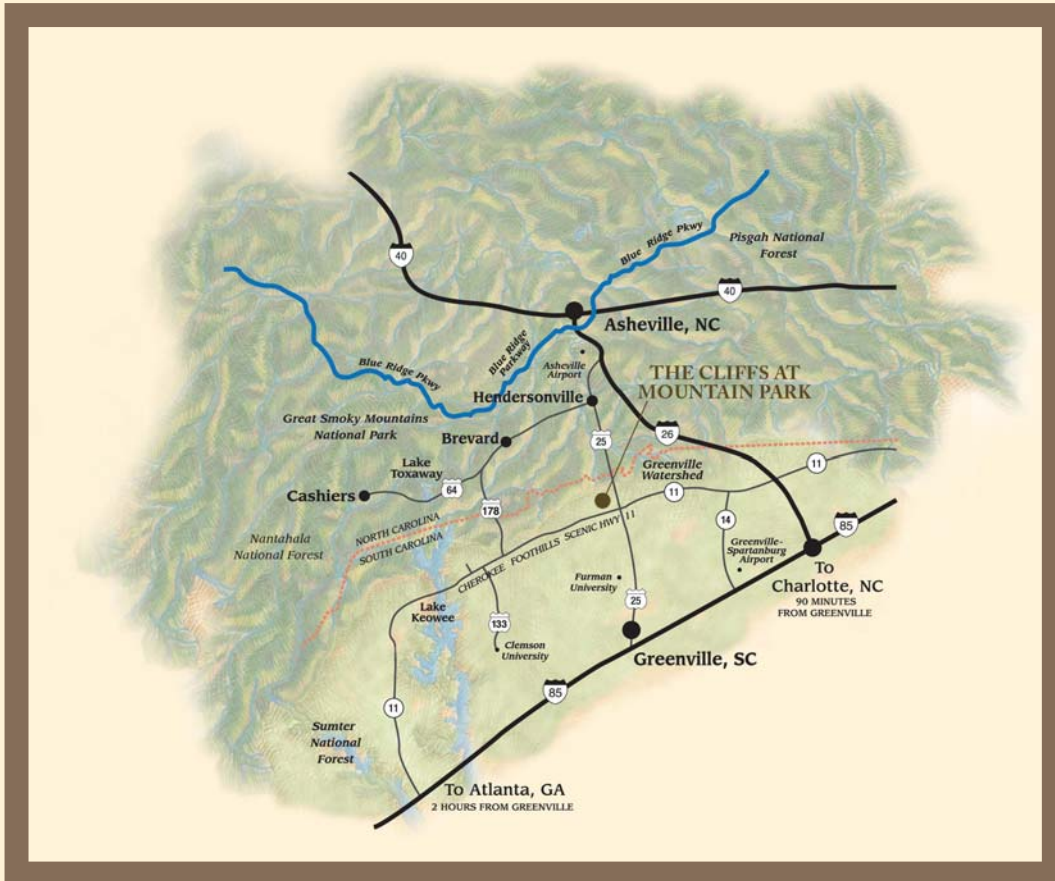 Blue Ridge Pkwy
Pisgah National
Forest
40
40
Asheville, NC
Blue Ridge
Parkway
Asheville
Airport
Blue Ridge Pkwy
THE CLIFFS AT
MOUNTAIN PARK
Hendersonville
Great Smoky Mountains
National Park
Brevard
25
26
Lake
Toxaway
Greenville
Watershed
11
Cashiers
64
11
178
14
85
NORTH CAROLINA
SOUTH CAROLINA
Nantahala
National Forest
CHEROKEE FOOTHILLS SCENIC HWY 11
Greenville-
Spartanburg
Airport
To
Charlotte, NC
90 MINUTES
FROM GREENVILLE
Furman
University
25
Lake
Keowee
133
Clemson
University
Greenville, SC
85
11
Sumter
National
Forest
To Atlanta, GA
2 HOURS FROM GREENVILLE